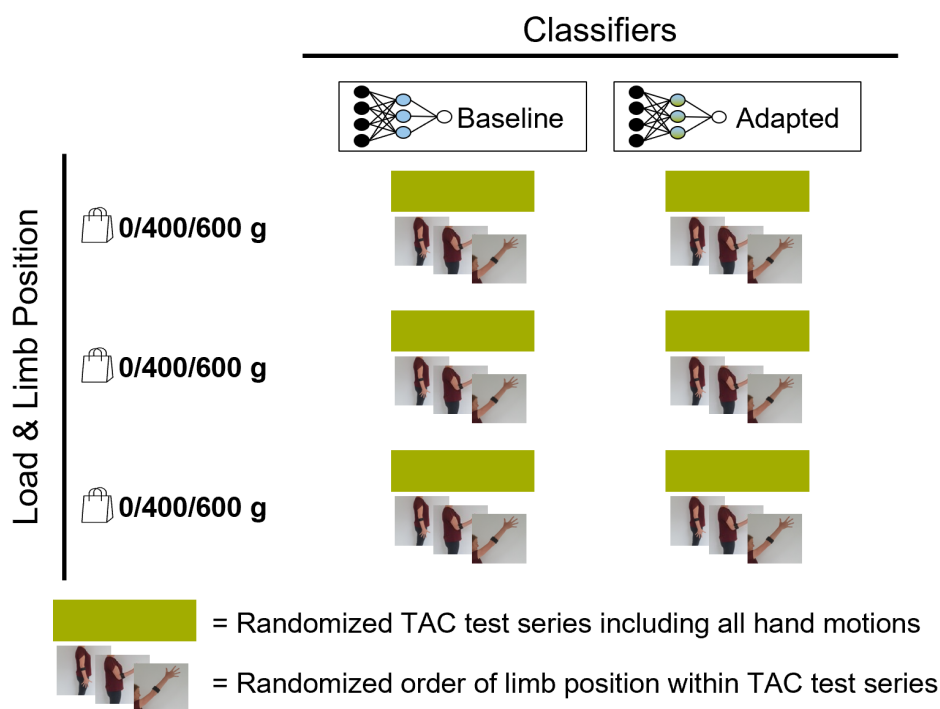 Classifiers
Baseline
Adapted
Load & Limb Position
0/400/600 g
0/400/600 g
0/400/600 g
= Randomized TAC test series including all hand motions
= Randomized order of limb position within TAC test series